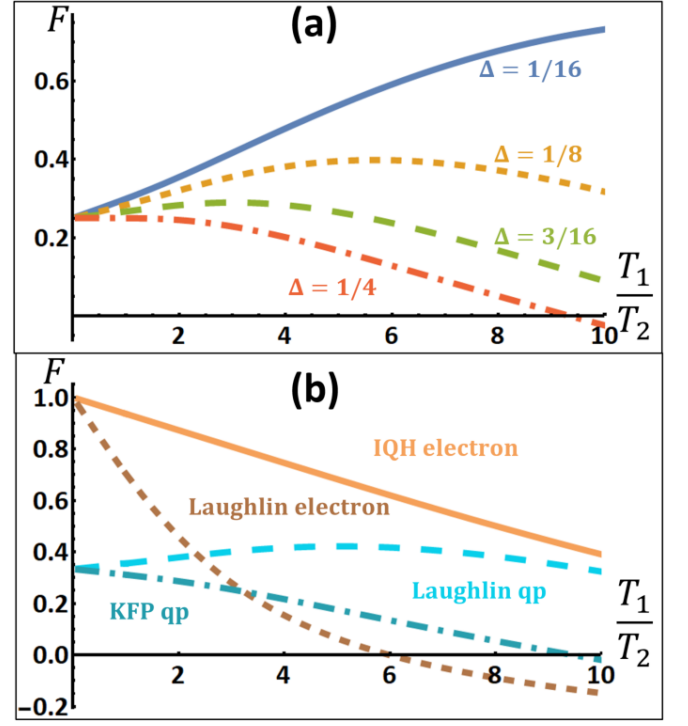 F
(a)
0.6
0.4
0.2
Δ = 1/16
Δ = 1/8
Δ = 3/16
Δ = 1/4
2 4 6 8 10
T₁
T₂
F
(b)
1.0
0.8
0.6
0.4
0.2
0.0
−0.2
IQH electron
Laughlin electron
Laughlin qp
KFP qp
2 4 6 8 10
T₁
T₂